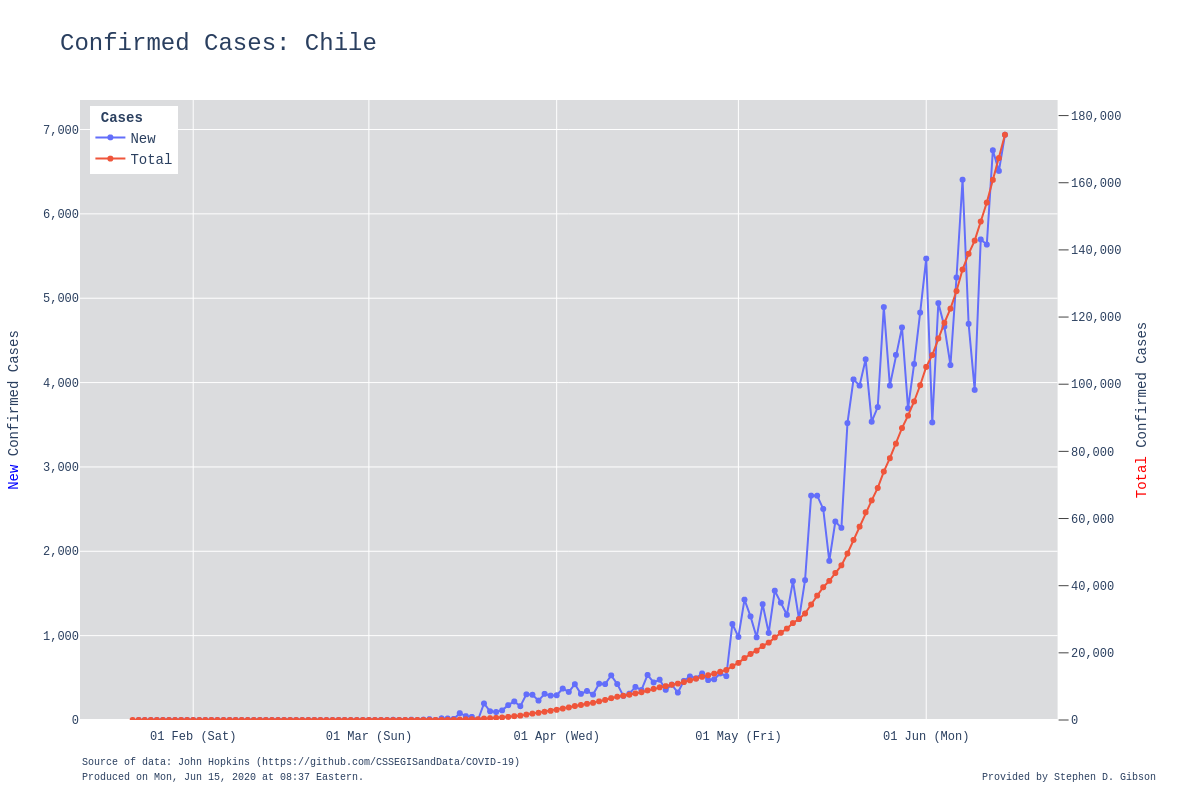 Confirmed Cases: Chile
Cases
New
Total
7,000
6,000
5,000
4,000
3,000
2,000
1,000
0
New Confirmed Cases
180,000
160,000
140,000
120,000
100,000
80,000
60,000
40,000
20,000
0
Total Confirmed Cases
01 Feb (Sat)
01 Mar (Sun)
01 Apr (Wed)
01 May (Fri)
01 Jun (Mon)
Source of data: John Hopkins (https://github.com/CSSEGISandData/COVID-19)
Produced on Mon, Jun 15, 2020 at 08:37 Eastern.
Provided by Stephen D. Gibson